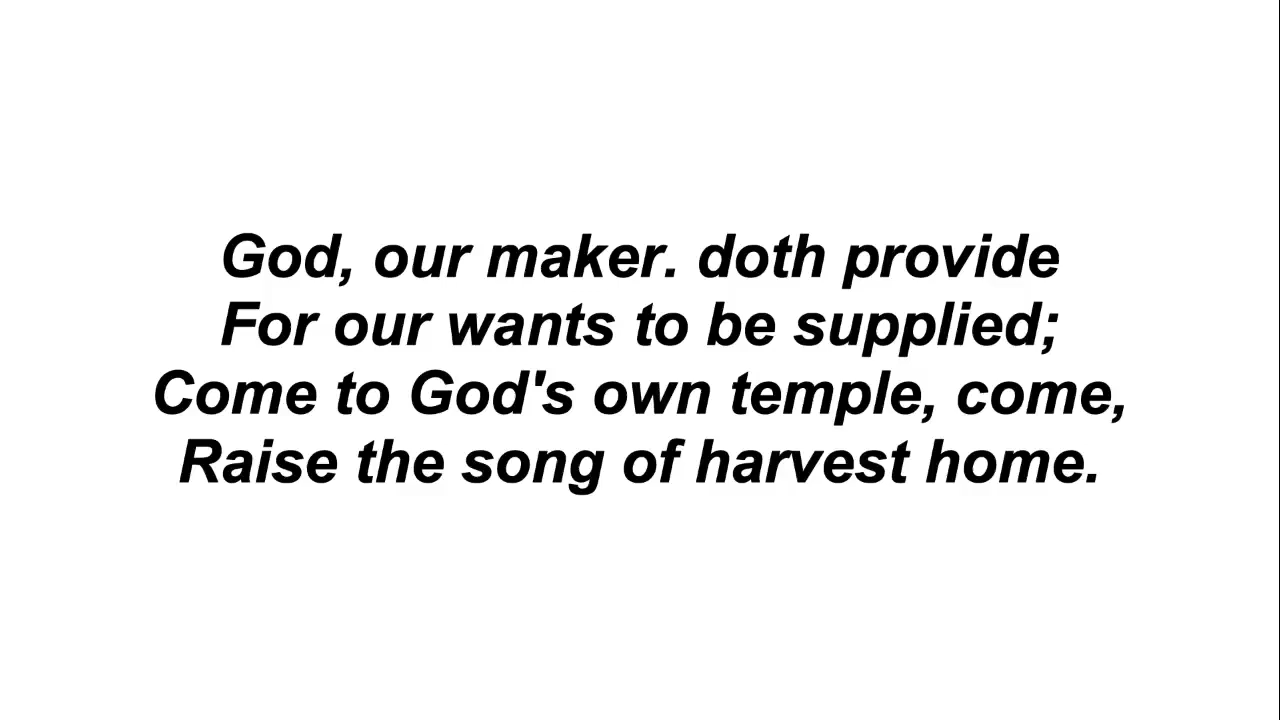 God, our maker. doth provide
For our wants to be supplied;
Come to God's own temple, come,
Raise the song of harvest home.